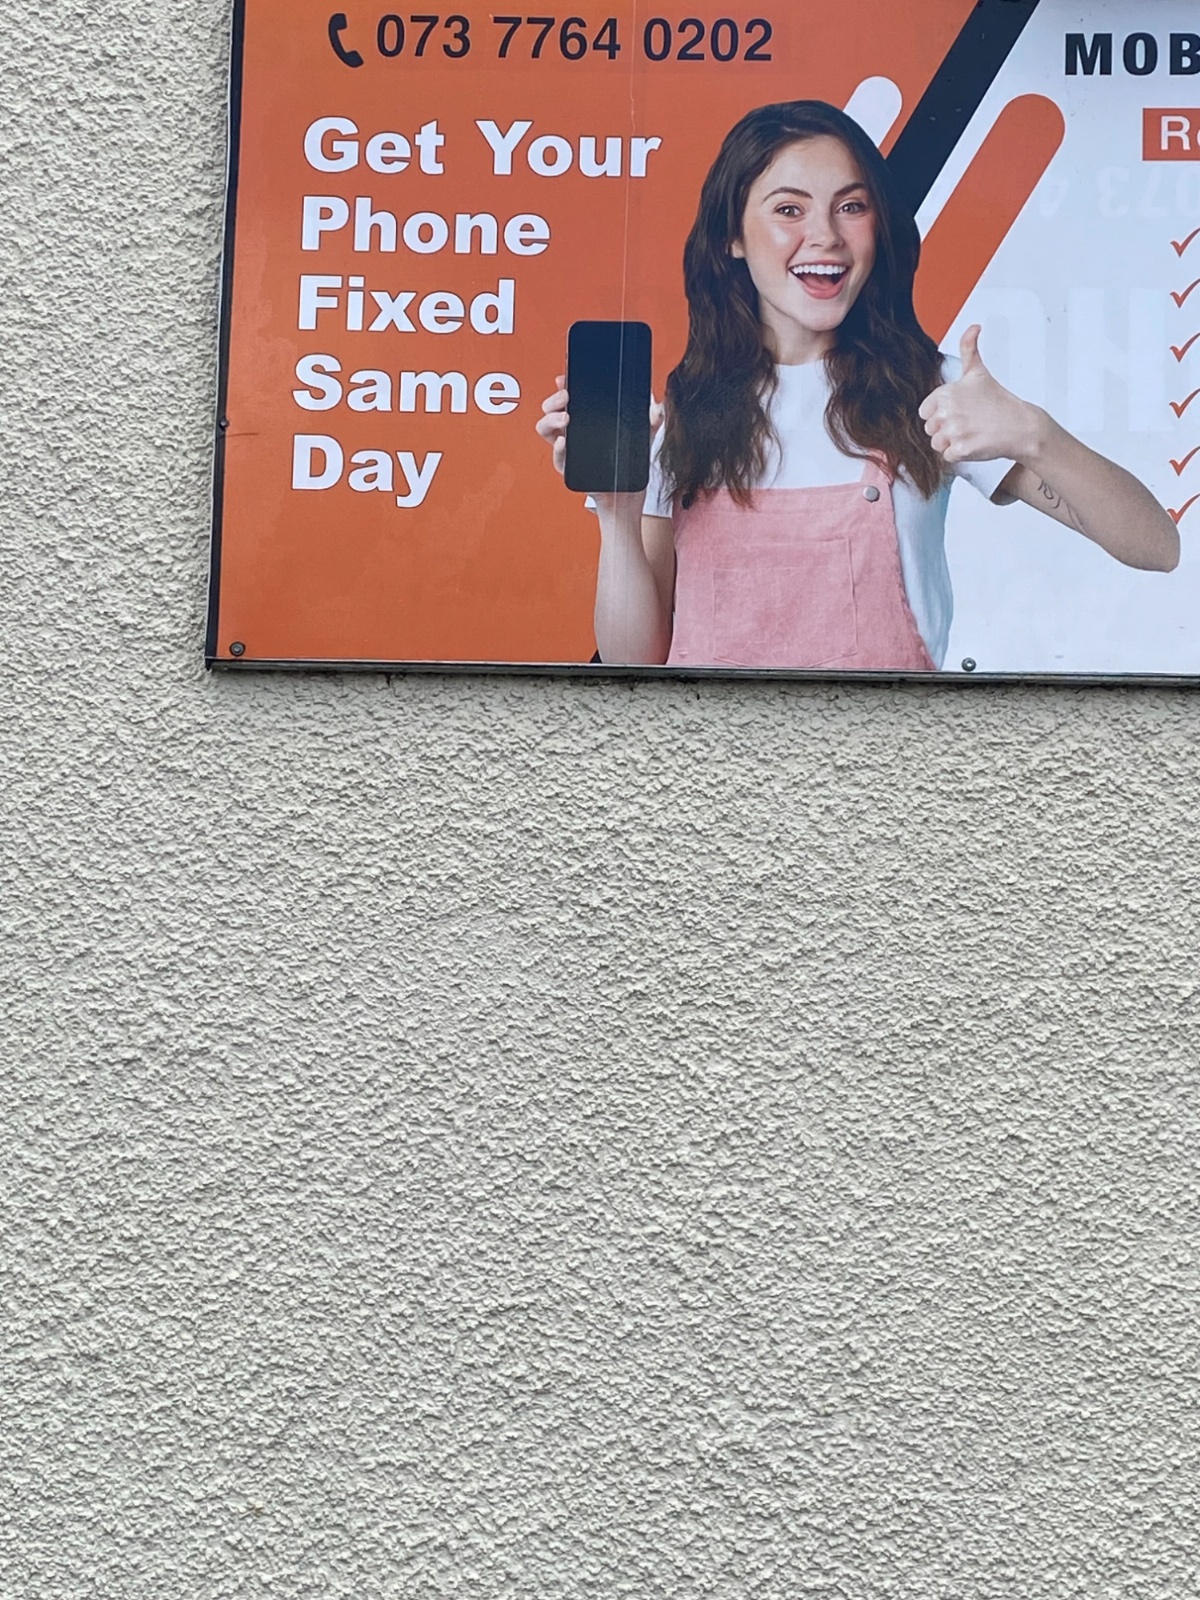 073 7764 0202
Get Your
Phone
Fixed
Same
Day